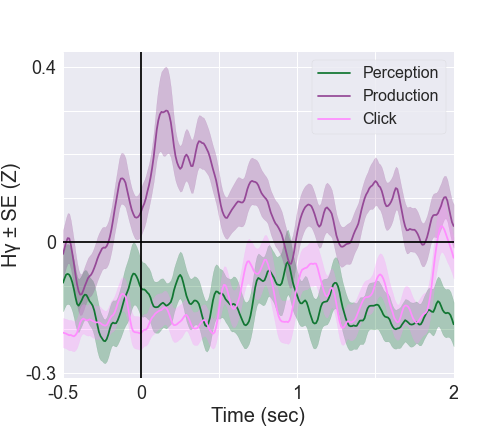 Perception
Production
Click
0.4
0
-0.3
Hγ ± SE (Z)
-0.5
0
1
2
Time (sec)